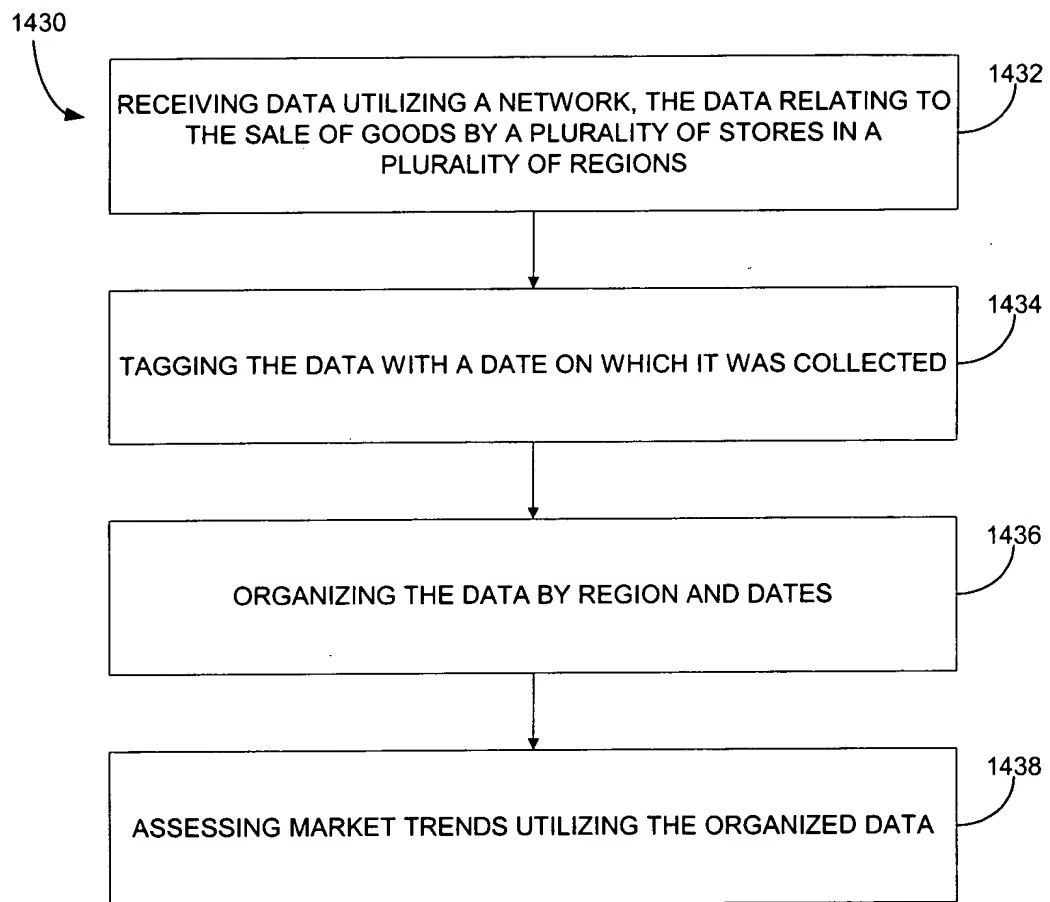 1430
1432
RECEIVING DATA UTILIZING A NETWORK, THE DATA RELATING TO
THE SALE OF GOODS BY A PLURALITY OF STORES IN A
PLURALITY OF REGIONS
1434
TAGGING THE DATA WITH A DATE ON WHICH IT WAS COLLECTED
1436
ORGANIZING THE DATA BY REGION AND DATES
1438
ASSESSING MARKET TRENDS UTILIZING THE ORGANIZED DATA